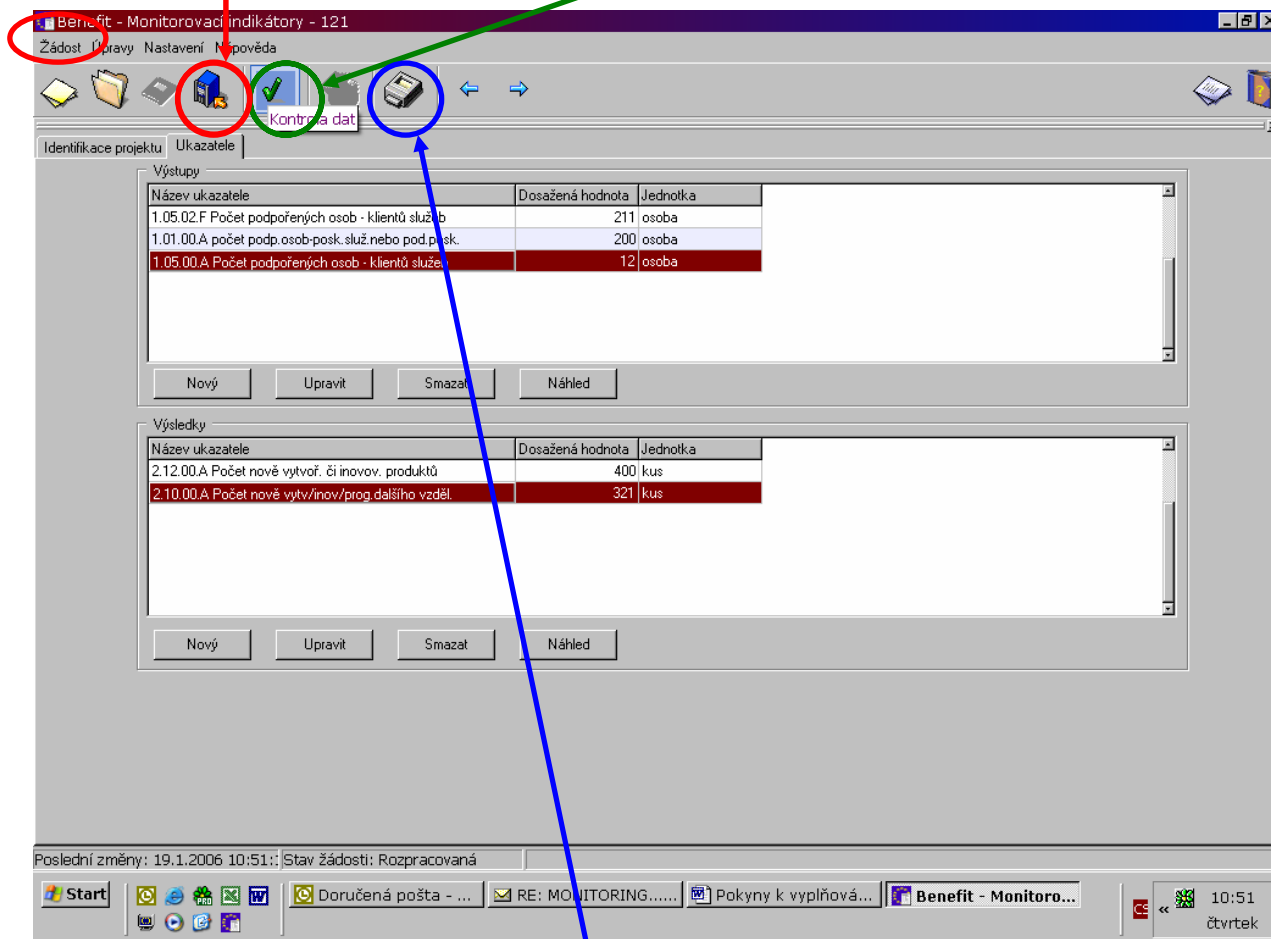 Benefit - Monitorovací indikátory - 121
Žádost Úpravy Nastavení Nápověda
Kontrola dat
Identifikace projektu Ukazatele
Výstupy
Název ukazatele Dosažená hodnota Jednotka
1.05.02.F Počet podpořených osob - klientů služeb 211 osoba
1.01.00.A počet podp.osob-posk.služ.nebo pod.posk. 200 osoba
1.05.00.A Počet podpořených osob - klientů služeb 12 osoba
Nový Upravit Smazat Náhled
Výsledky
Název ukazatele Dosažená hodnota Jednotka
2.12.00.A Počet nově vytvoř. či inovov. produktů 400 kus
2.10.00.A Počet nově vytv/inov/prog.dalšího vzděl. 321 kus
Nový Upravit Smazat Náhled
Poslední změny: 19.1.2006 10:51: Stav žádosti: Rozpracovaná
Start Doručená pošta - ... RE: MONITORING...... Pokyny k vyplňová... Benefit - Monitoro... CS « 10:51
čtvrtek